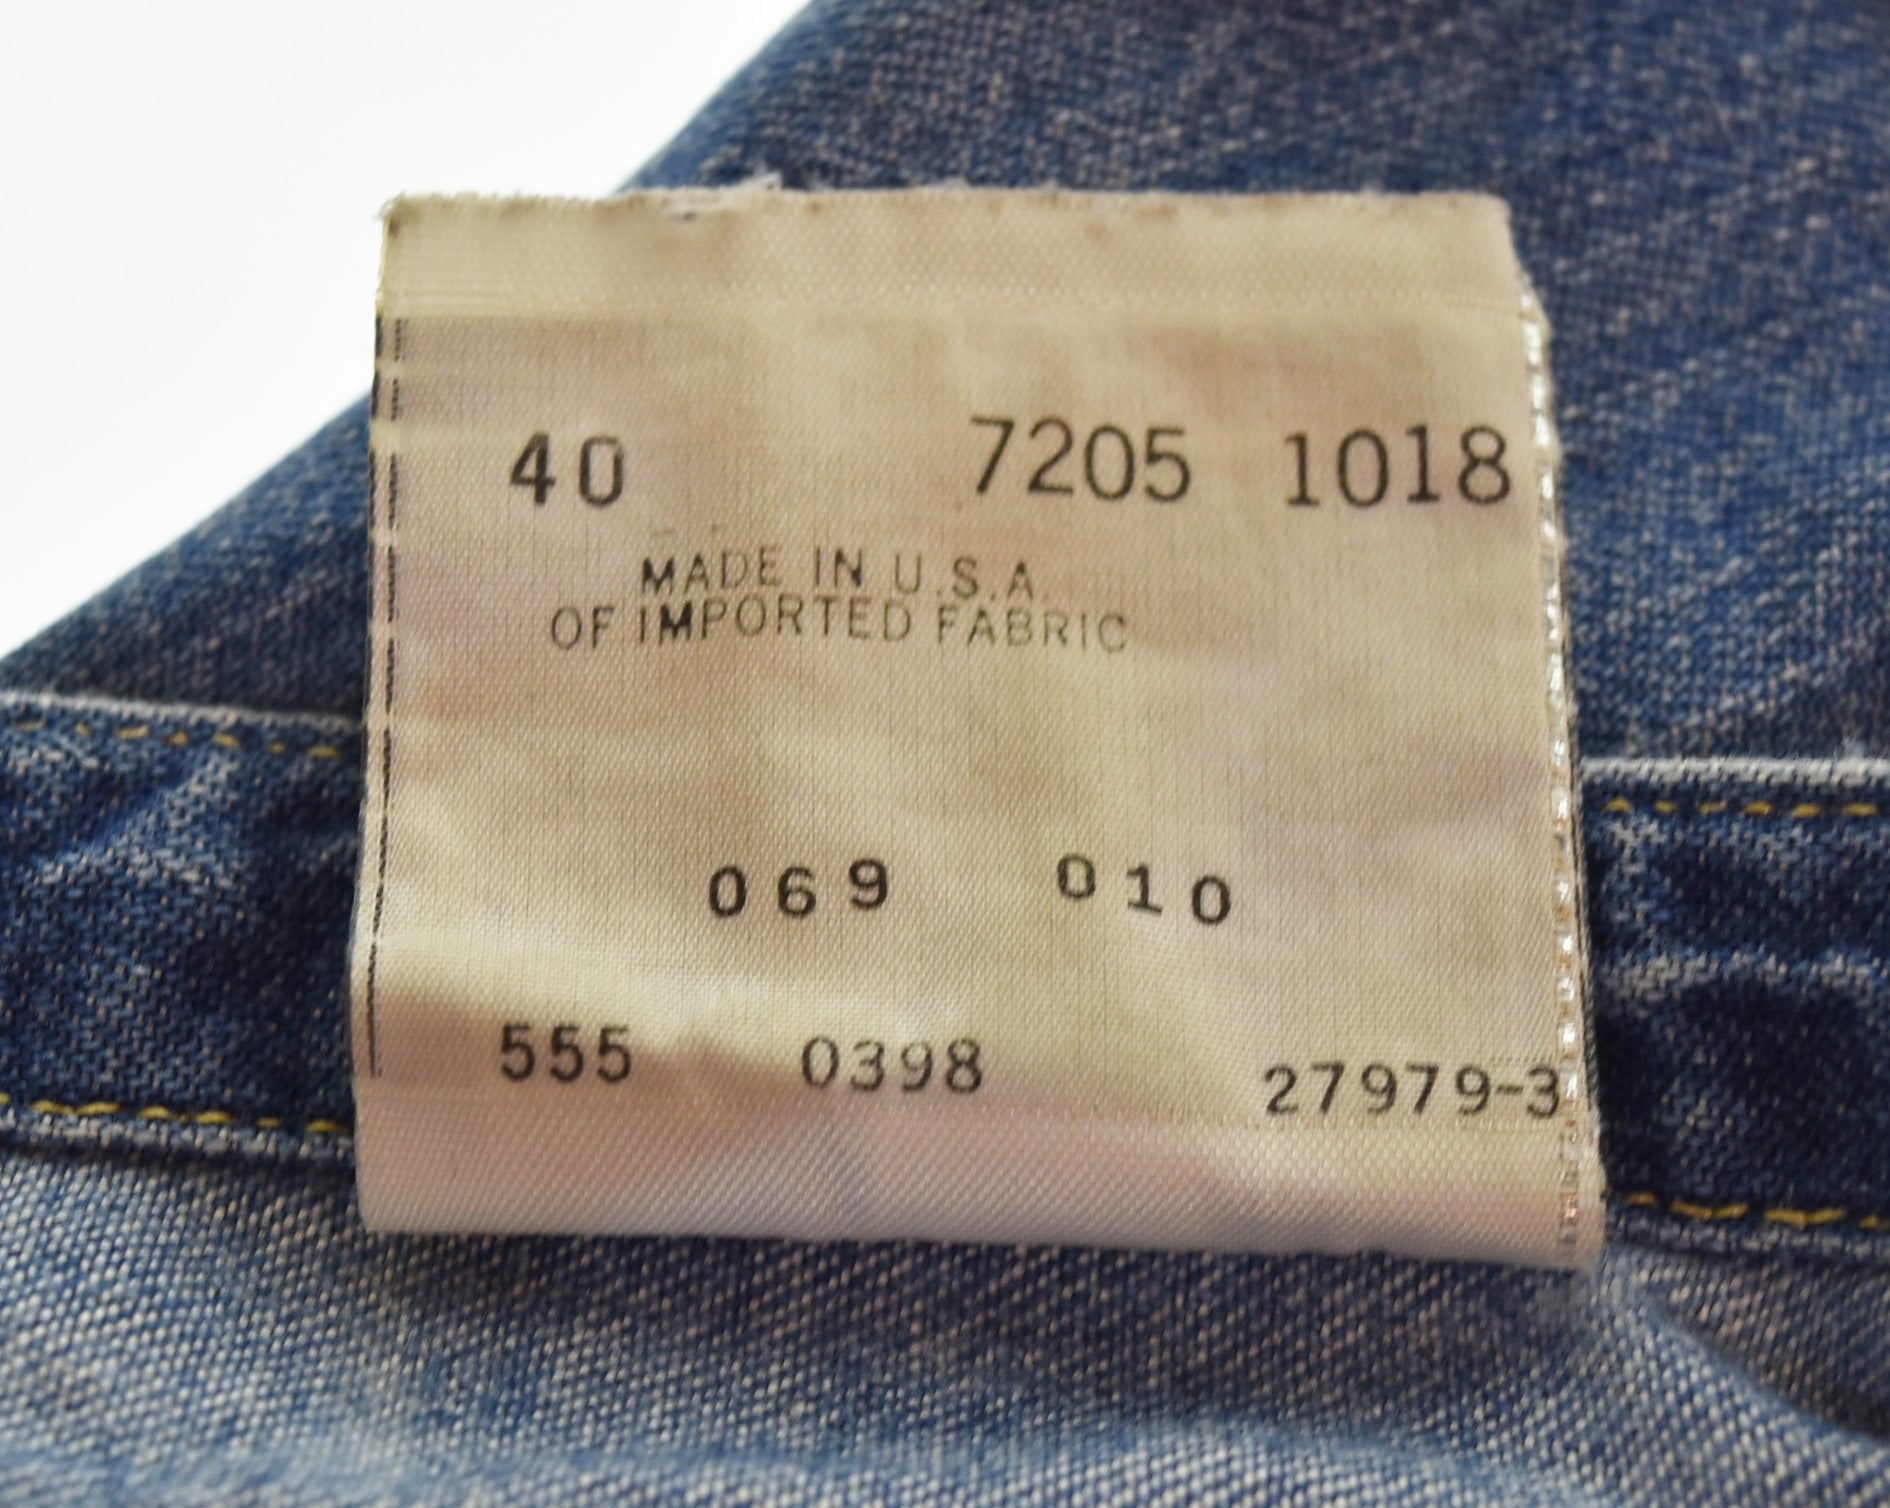 40 7205 1018
MADE IN U.S.A.
OF IMPORTED FABRIC
069 010
555 0398 27979-3